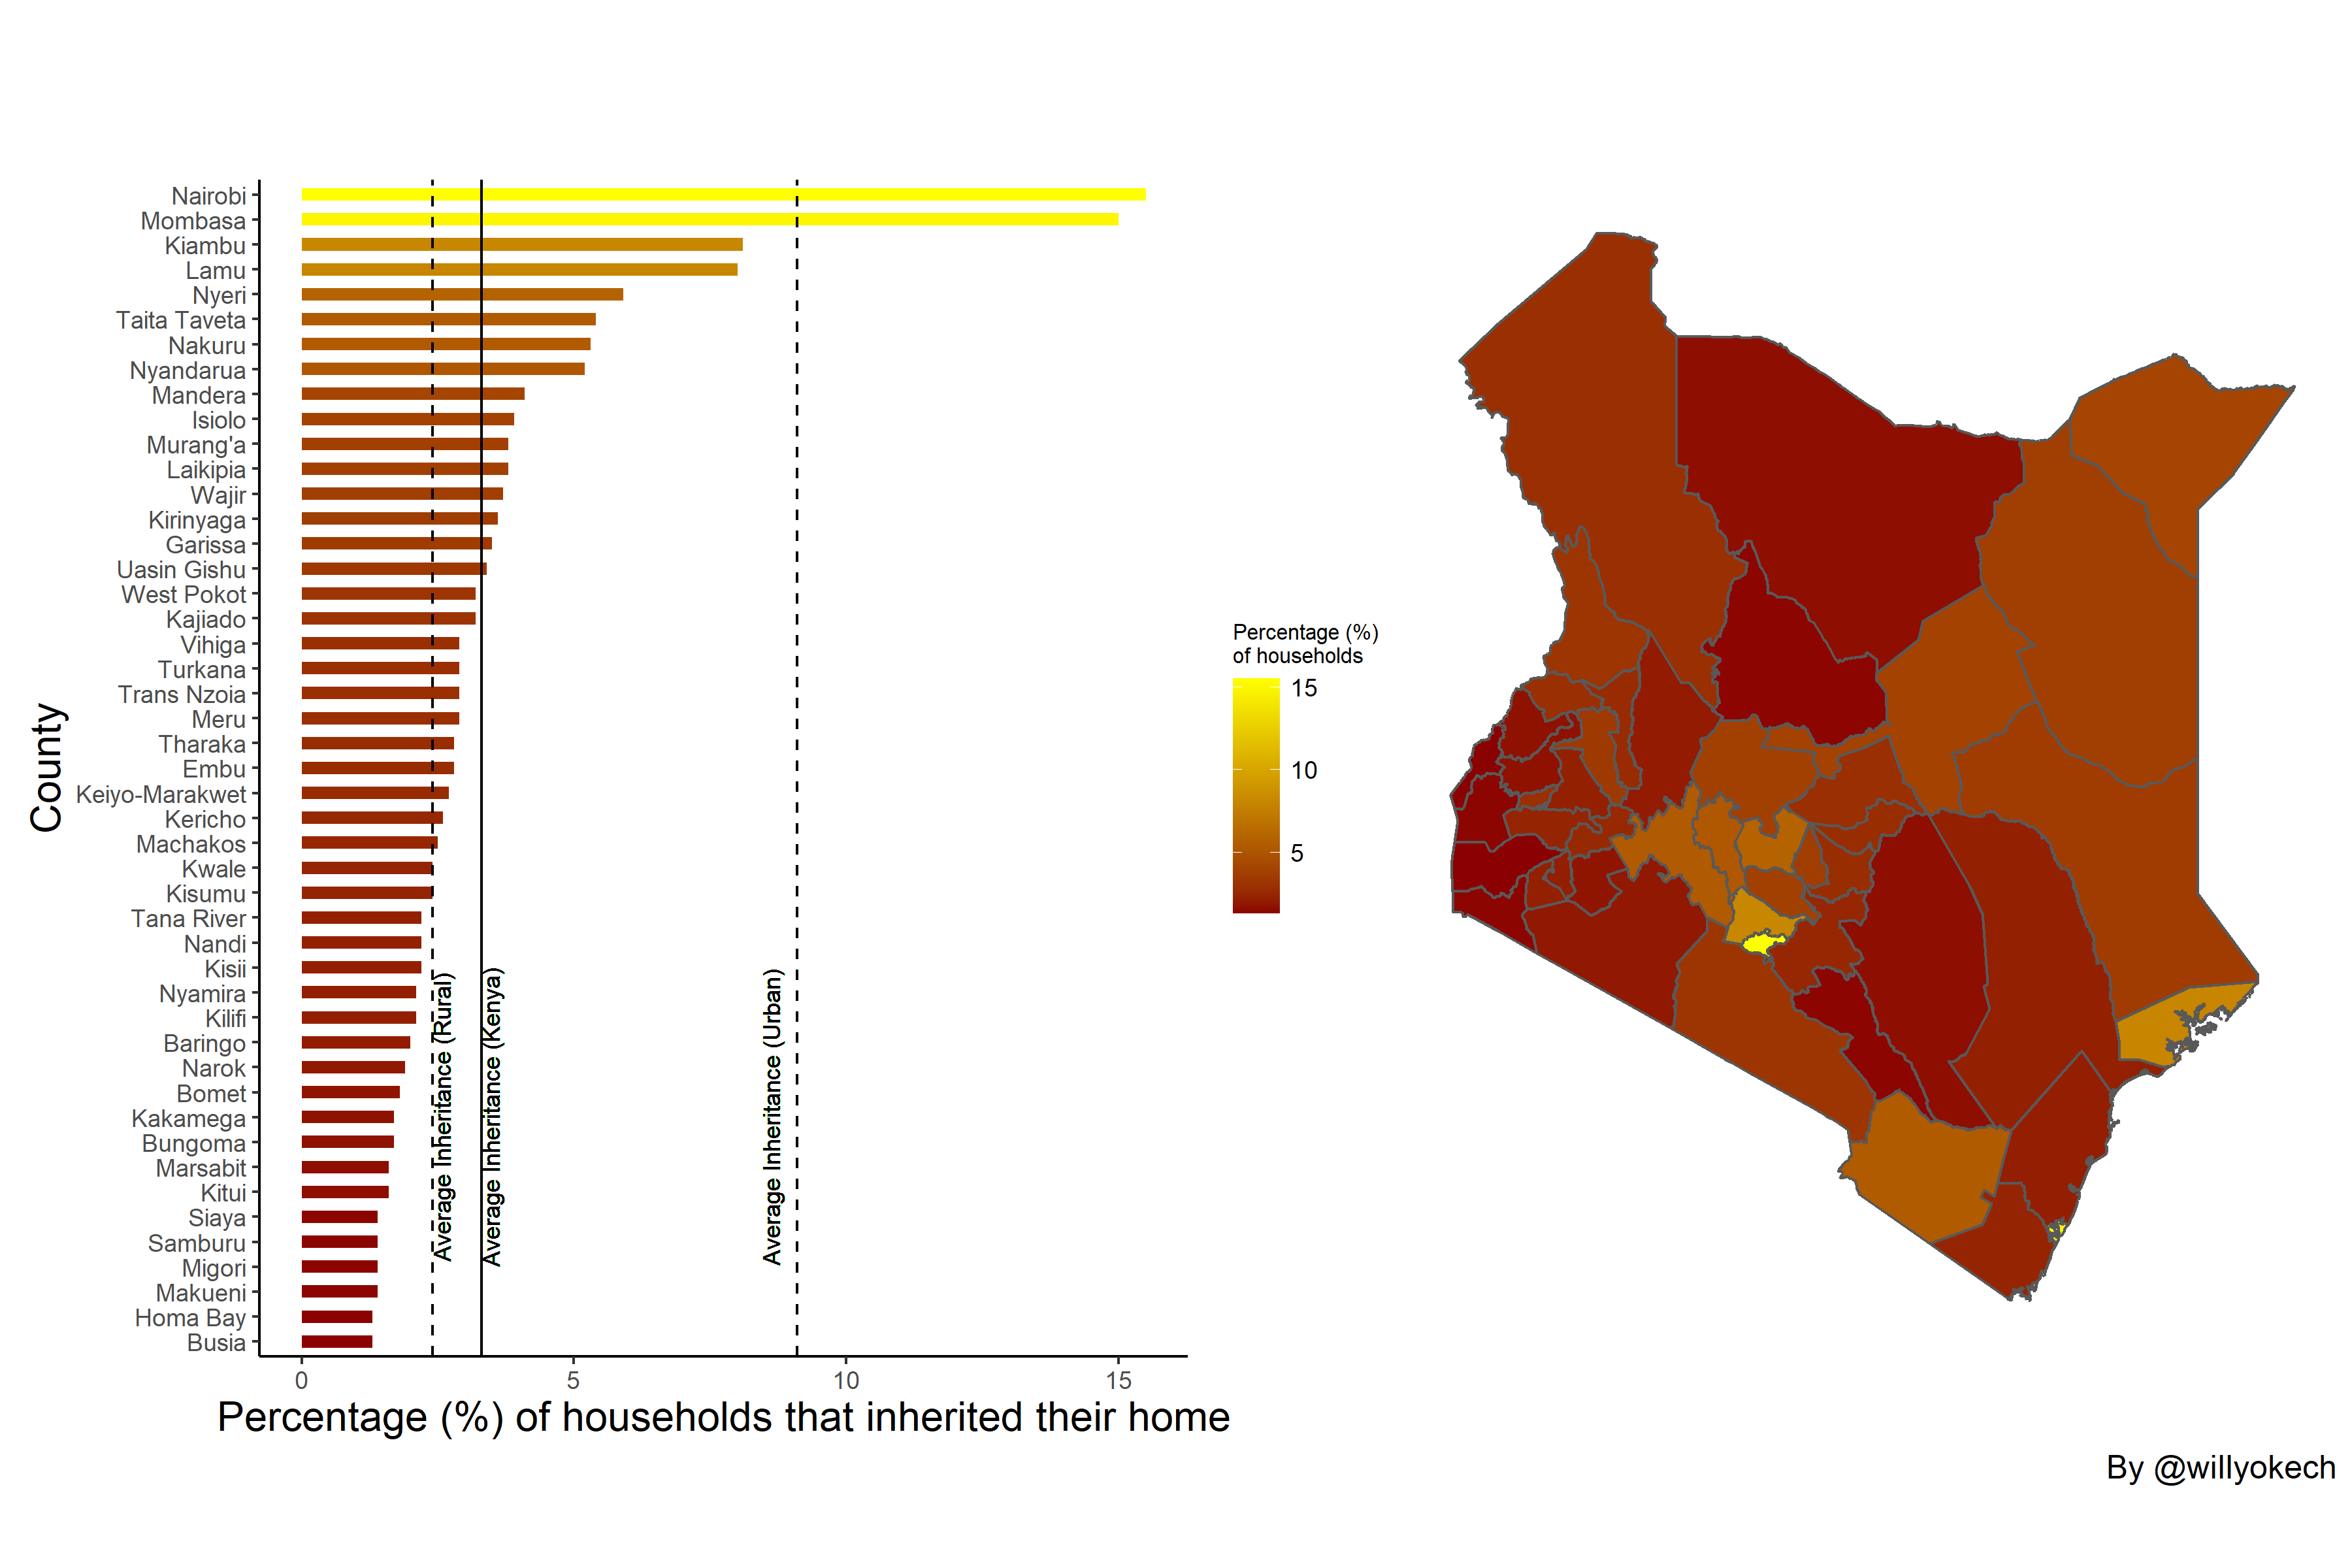 Nairobi
Mombasa
Kiambu
Lamu
Nyeri
Taita Taveta
Nakuru
Nyandarua
Mandera
Isiolo
Murang'a
Laikipia
Wajir
Kirinyaga
Garissa
Uasin Gishu
West Pokot
Kajiado
Vihiga
Turkana
Trans Nzoia
Meru
Tharaka
Embu
Keiyo-Marakwet
Kericho
Machakos
Kwale
Kisumu
Tana River
Nandi
Kisii
Nyamira
Kilifi
Baringo
Narok
Bomet
Kakamega
Bungoma
Marsabit
Kitui
Siaya
Samburu
Migori
Makueni
Homa Bay
Busia
County
Average Inheritance (Rural)
Average Inheritance (Kenya)
Average Inheritance (Urban)
0 5 10 15
Percentage (%) of households that inherited their home
Percentage (%)
of households
15
10
5
By @willyokech